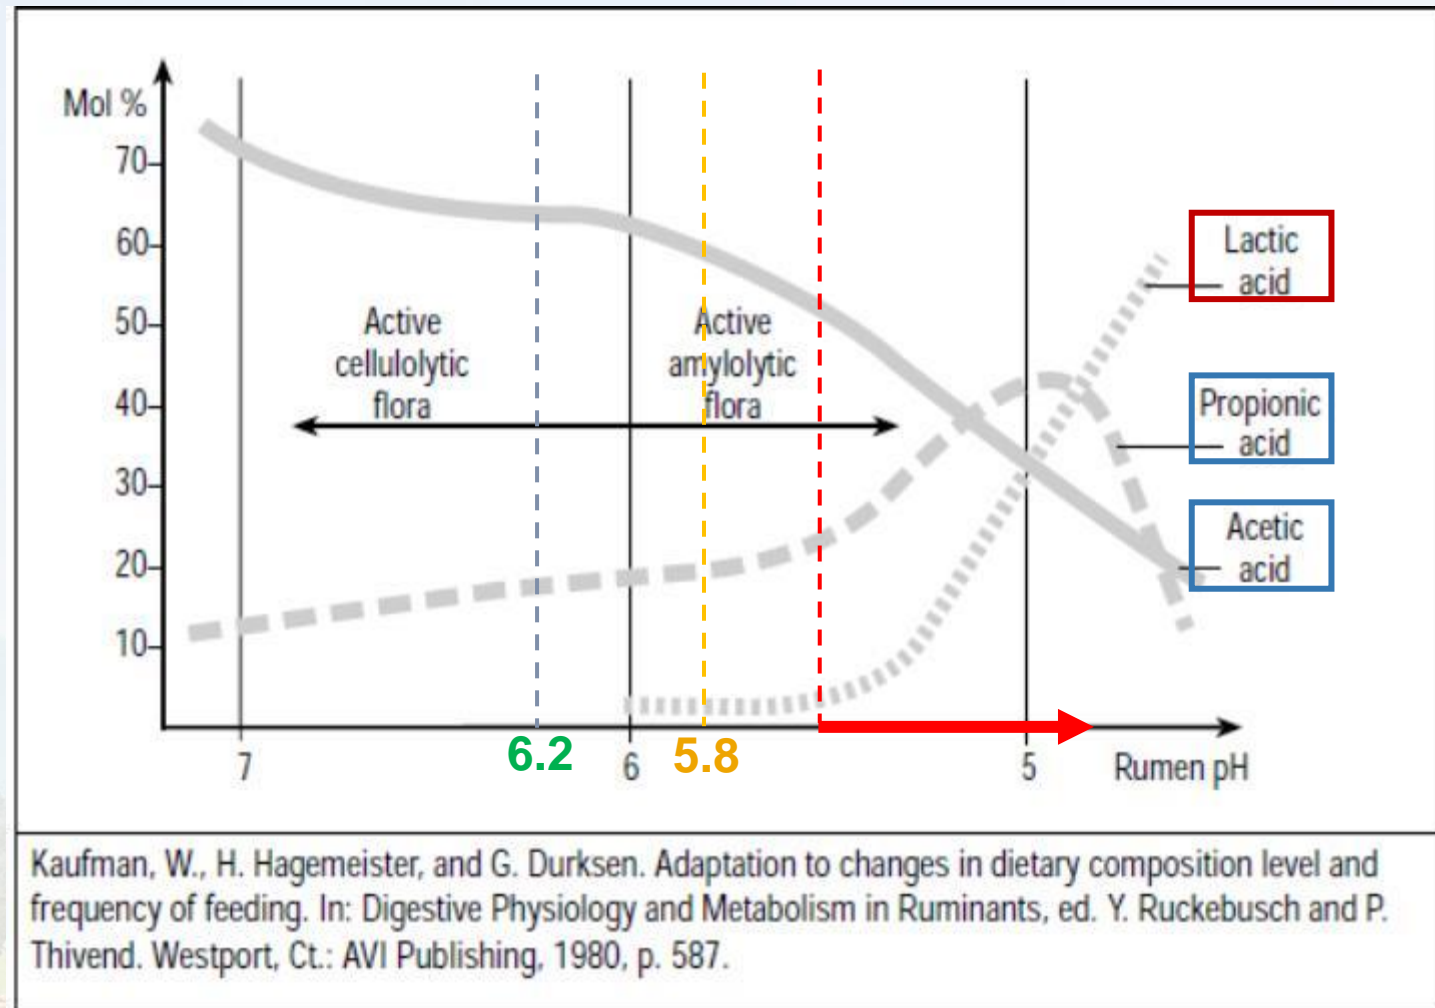 Mol %
70
60
50
40
30
20
10
Active
cellulolytic
flora
Active
amylolytic
flora
Lactic
acid
Propionic
acid
Acetic
acid
7
6.2
6
5.8
5
Rumen pH
Kaufman, W., H. Hagemeister, and G. Durksen. Adaptation to changes in dietary composition level and
frequency of feeding. In: Digestive Physiology and Metabolism in Ruminants, ed. Y. Ruckebusch and P.
Thivend. Westport, Ct.: AVI Publishing, 1980, p. 587.